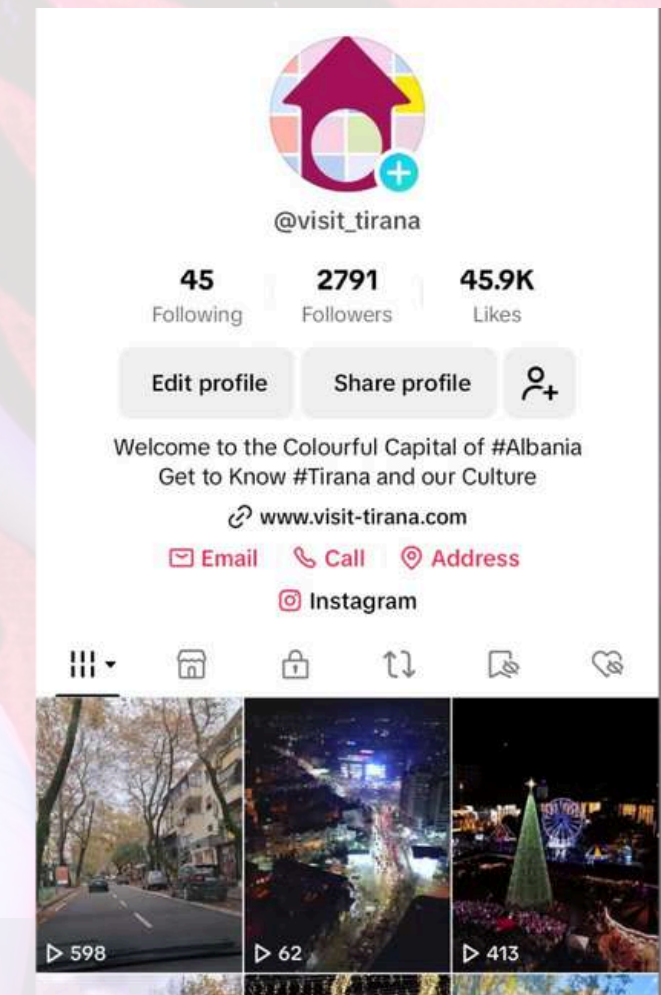 @visit_tirana
45 2791 45.9K
Following Followers Likes
Edit profile Share profile
Welcome to the Colourful Capital of #Albania
Get to Know #Tirana and our Culture
www.visit-tirana.com
Email Call Address
Instagram
598 62 413